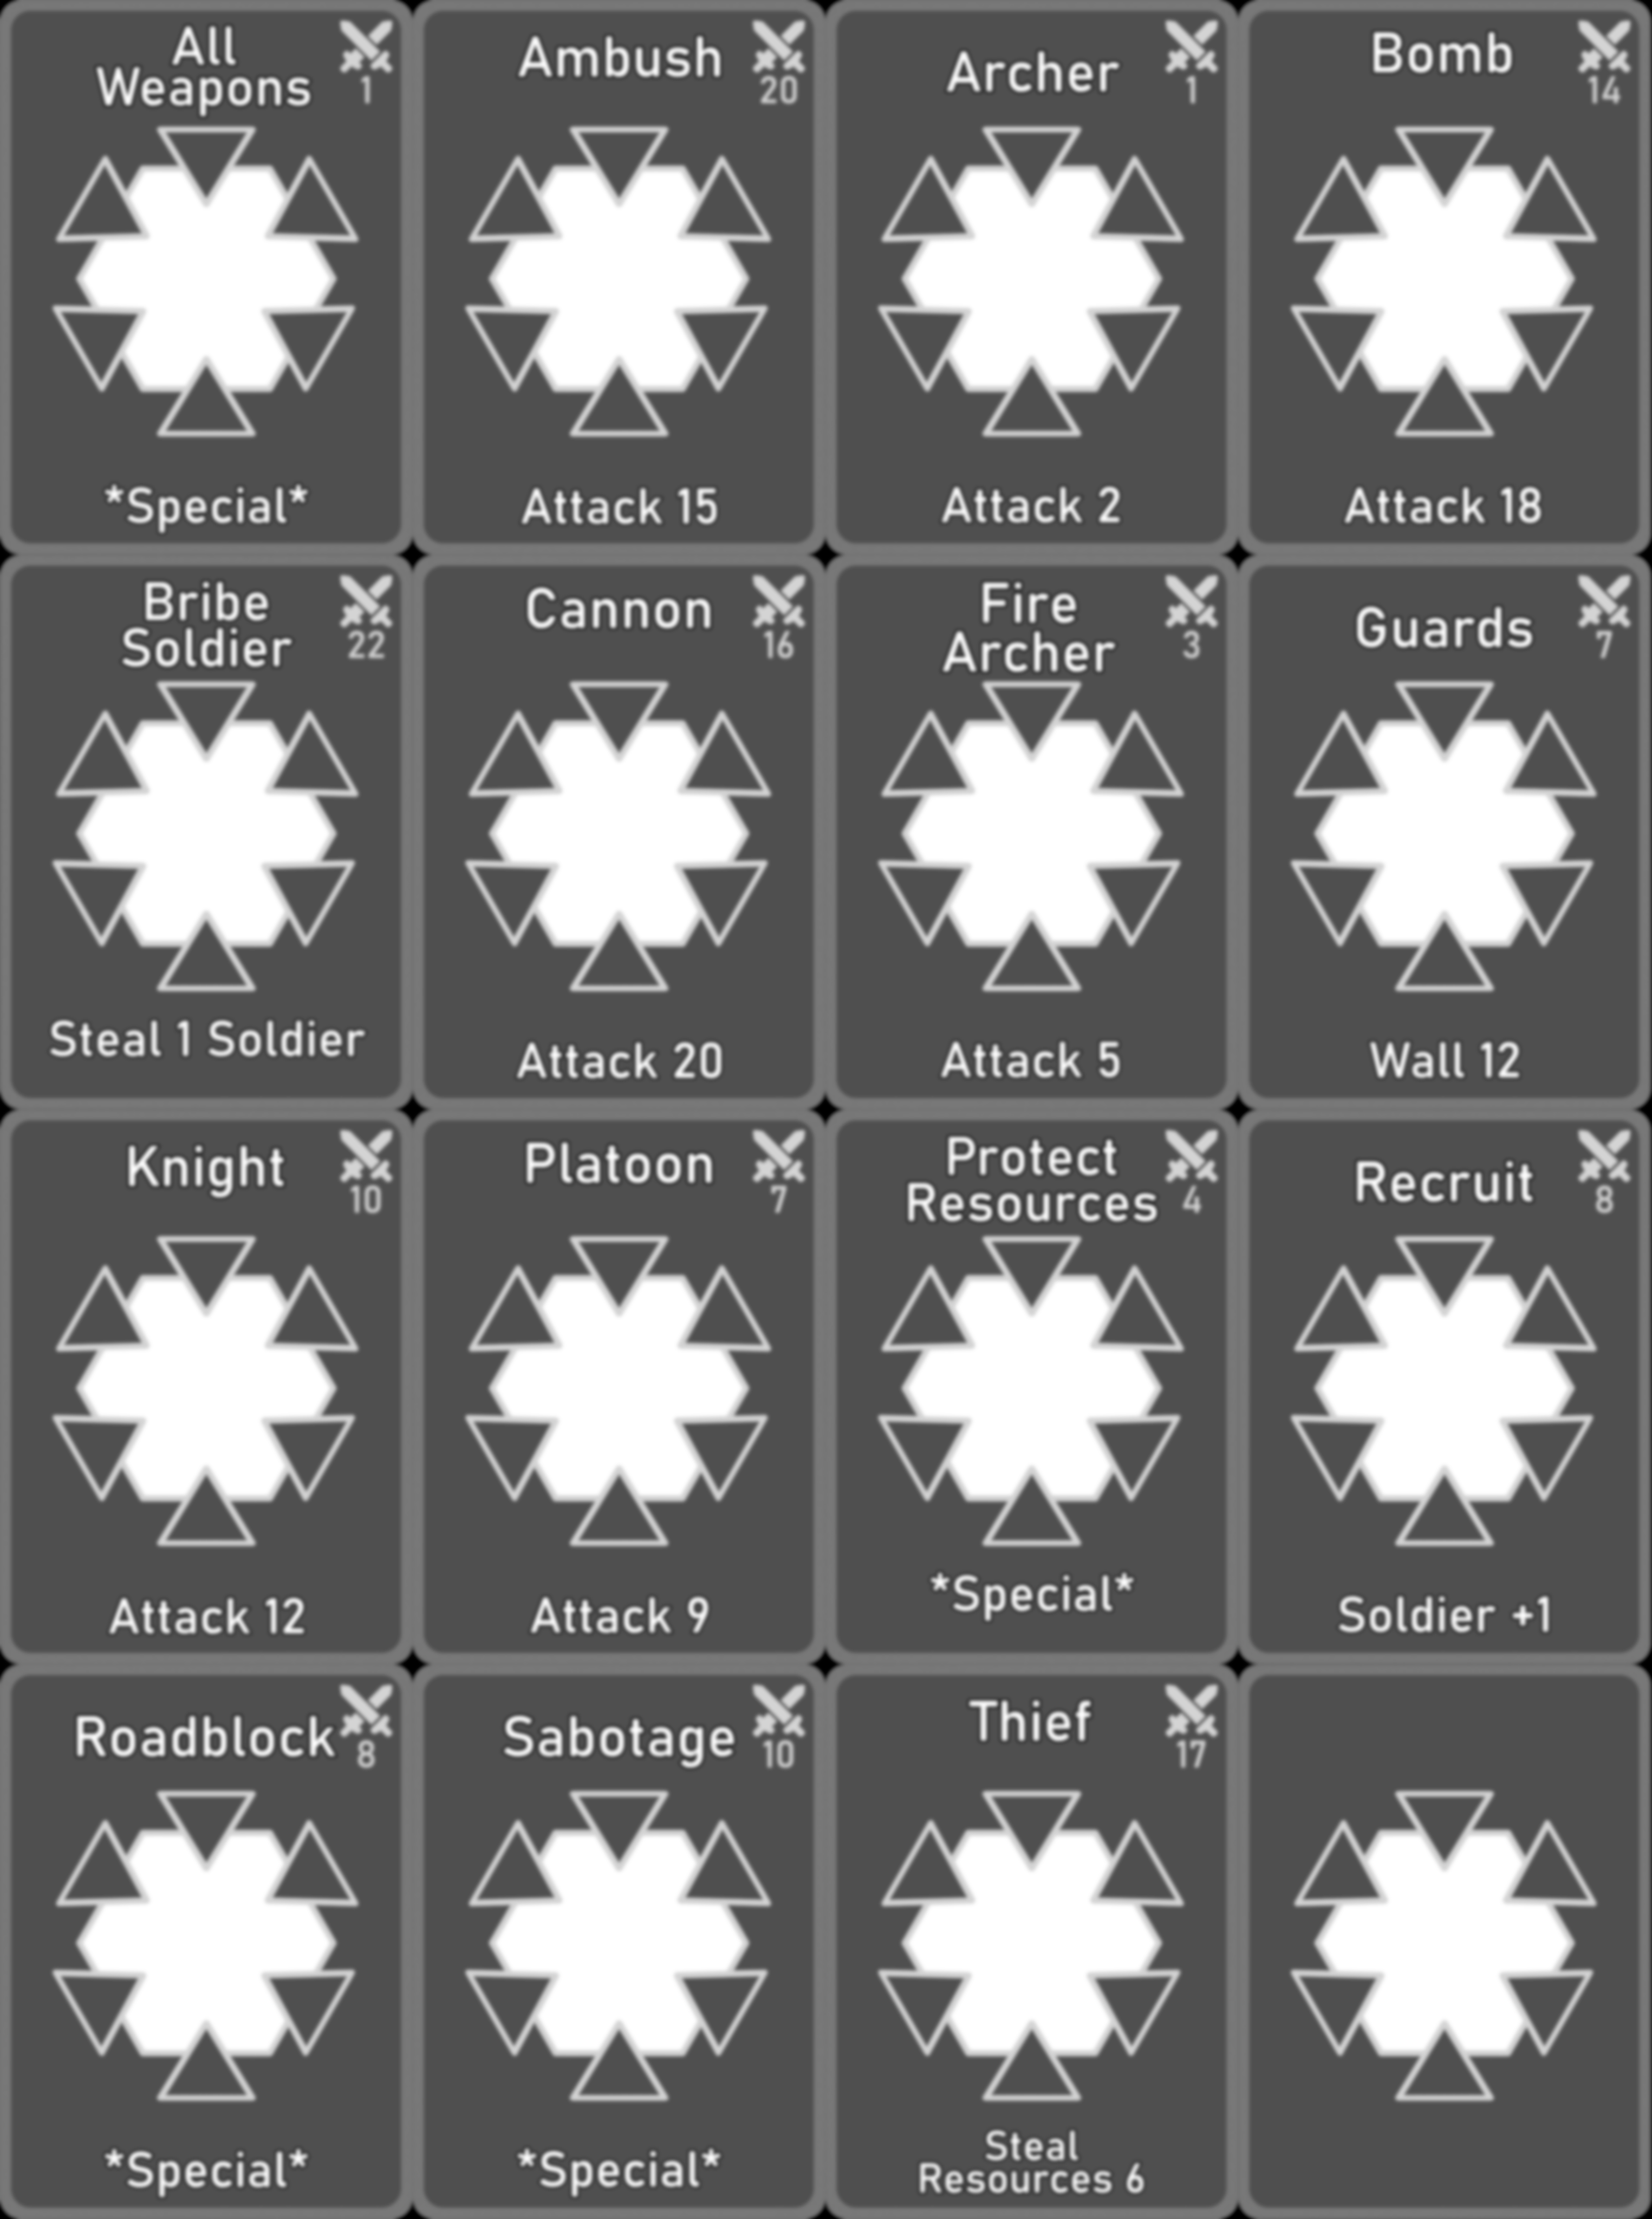 All
Weapons
1
*Special*
Ambush
20
Attack 15
Archer
1
Attack 2
Bomb
14
Attack 18
Bribe
Soldier
22
Steal 1 Soldier
Cannon
16
Attack 20
Fire
Archer
3
Attack 5
Guards
7
Wall 12
Knight
10
Attack 12
Platoon
7
Attack 9
Protect
Resources
4
*Special*
Recruit
8
Soldier +1
Roadblock
8
*Special*
Sabotage
10
*Special*
Thief
17
Steal
Resources 6